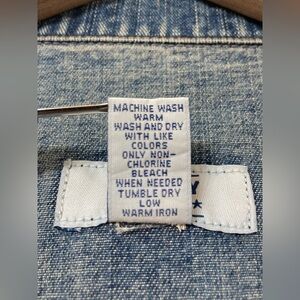 MACHINE WASH
WARM
WASH AND DRY
WITH LIKE
COLORS
ONLY NON-
CHLORINE
BLEACH
WHEN NEEDED
TUMBLE DRY
LOW
WARM IRON